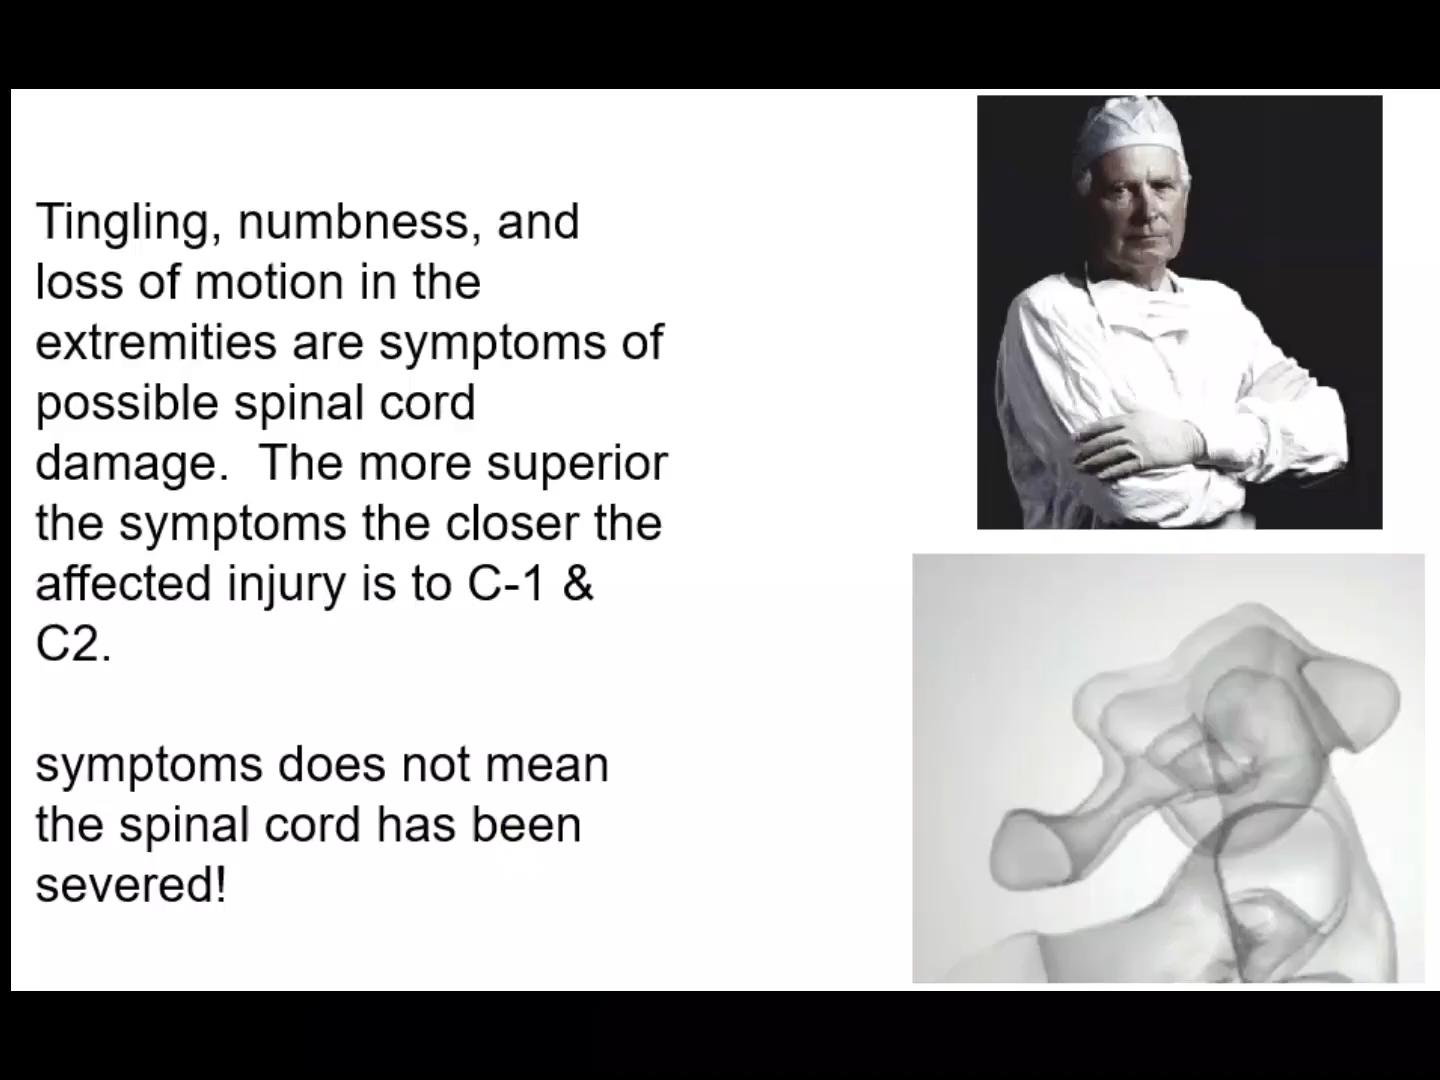 Tingling, numbness, and
loss of motion in the
extremities are symptoms of
possible spinal cord
damage.  The more superior
the symptoms the closer the
affected injury is to C-1 &
C2.
symptoms does not mean
the spinal cord has been
severed!